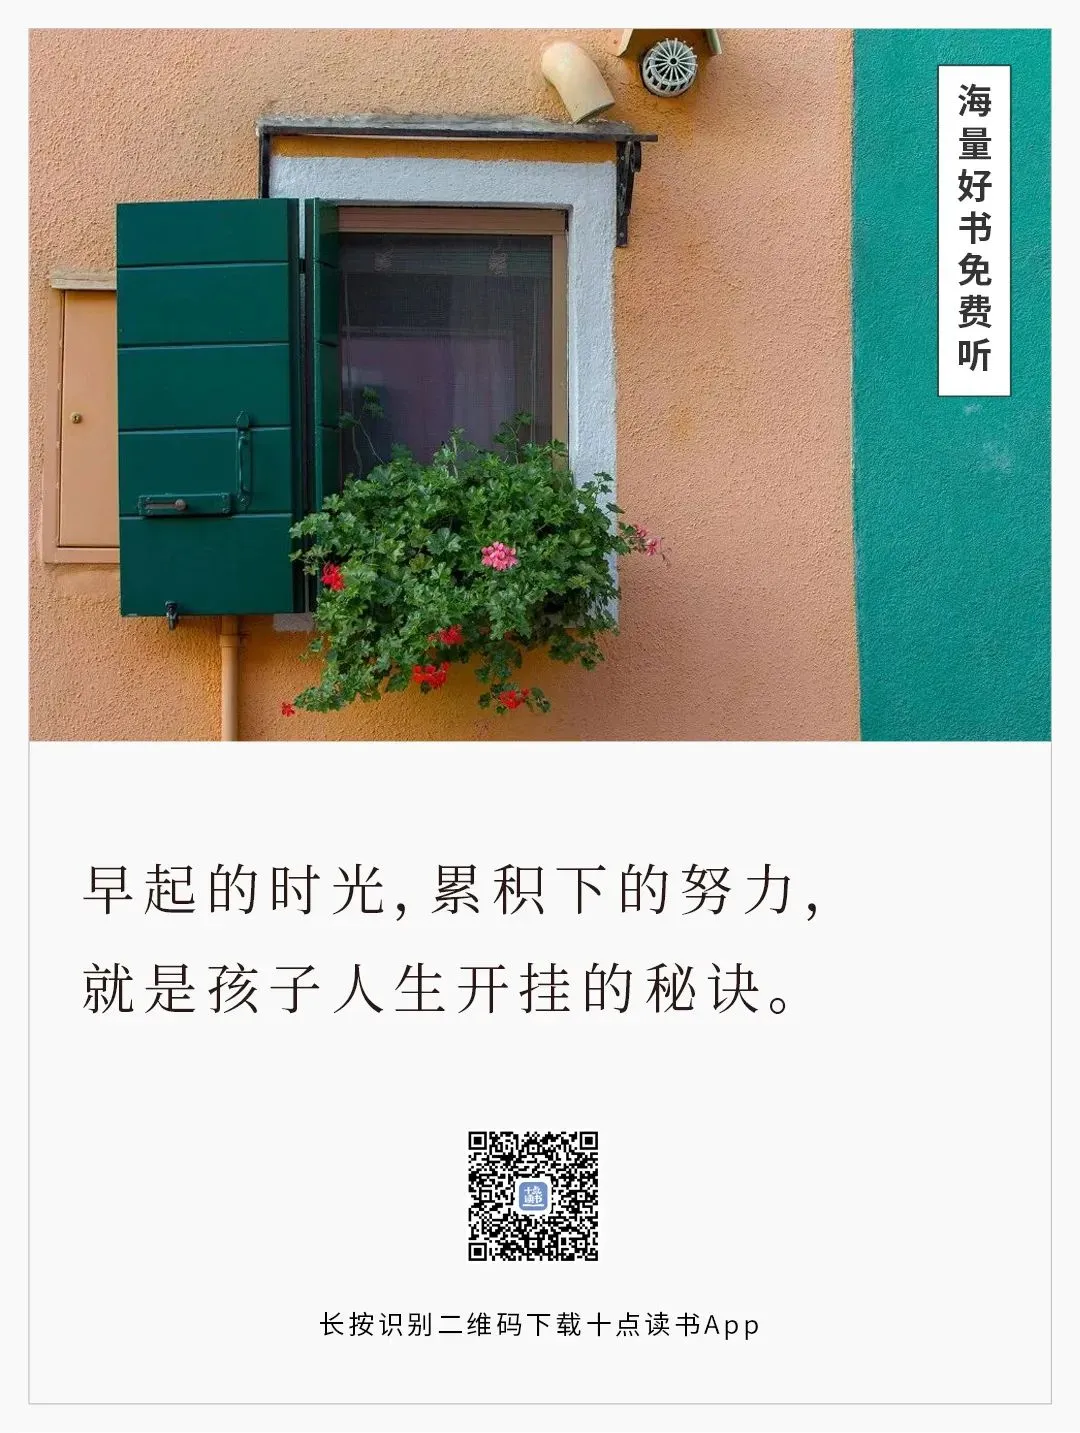 海量好书免费听
早起的时光，累积下的努力，
就是孩子人生开挂的秘诀。
十点
读书
长按识别二维码下载十点读书App